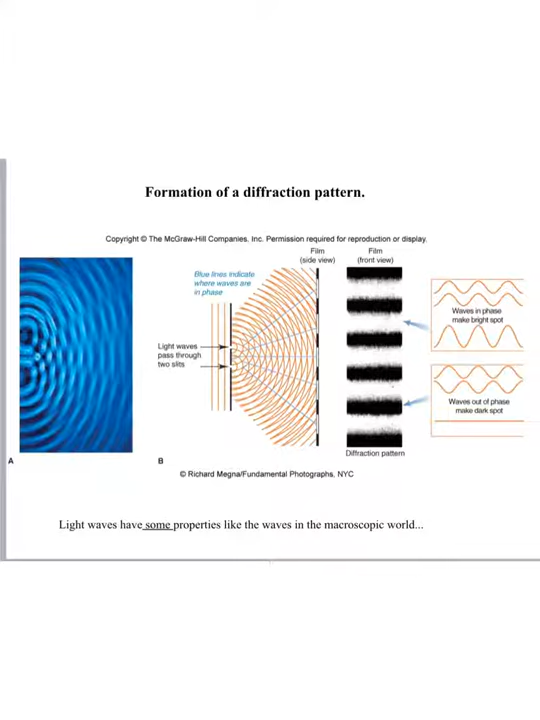 Formation of a diffraction pattern.
Copyright © The McGraw-Hill Companies, Inc. Permission required for reproduction or display.
Film
(side view)
Film
(front view)
Blue lines indicate
where waves are
in phase
Waves in phase
make bright spot
Light waves
pass through
two slits
Waves out of phase
make dark spot
Diffraction pattern
A
B
© Richard Megna/Fundamental Photographs, NYC
Light waves have some properties like the waves in the macroscopic world...